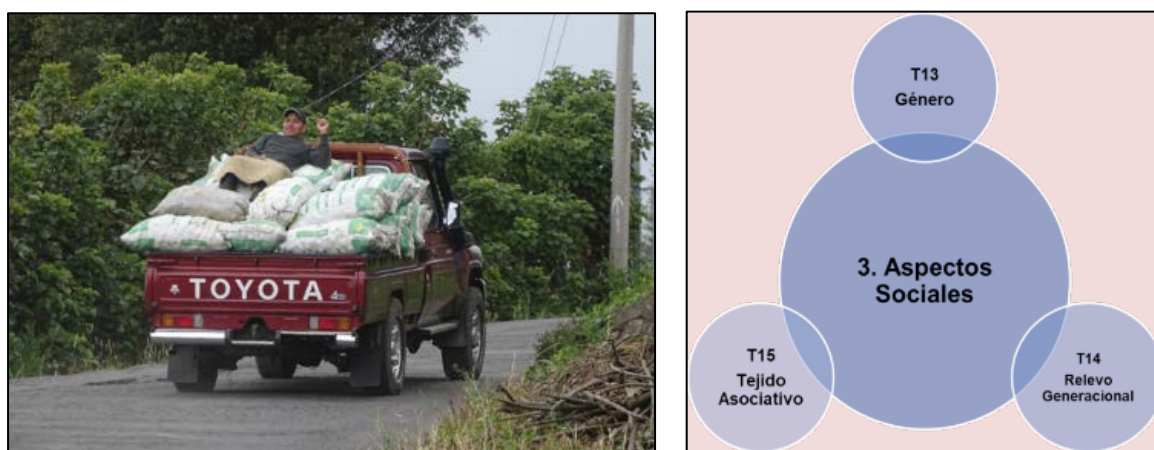 TOYOTA
T13
Género
3. Aspectos
Sociales
T15
Tejido
Asociativo
T14
Relevo
Generacional